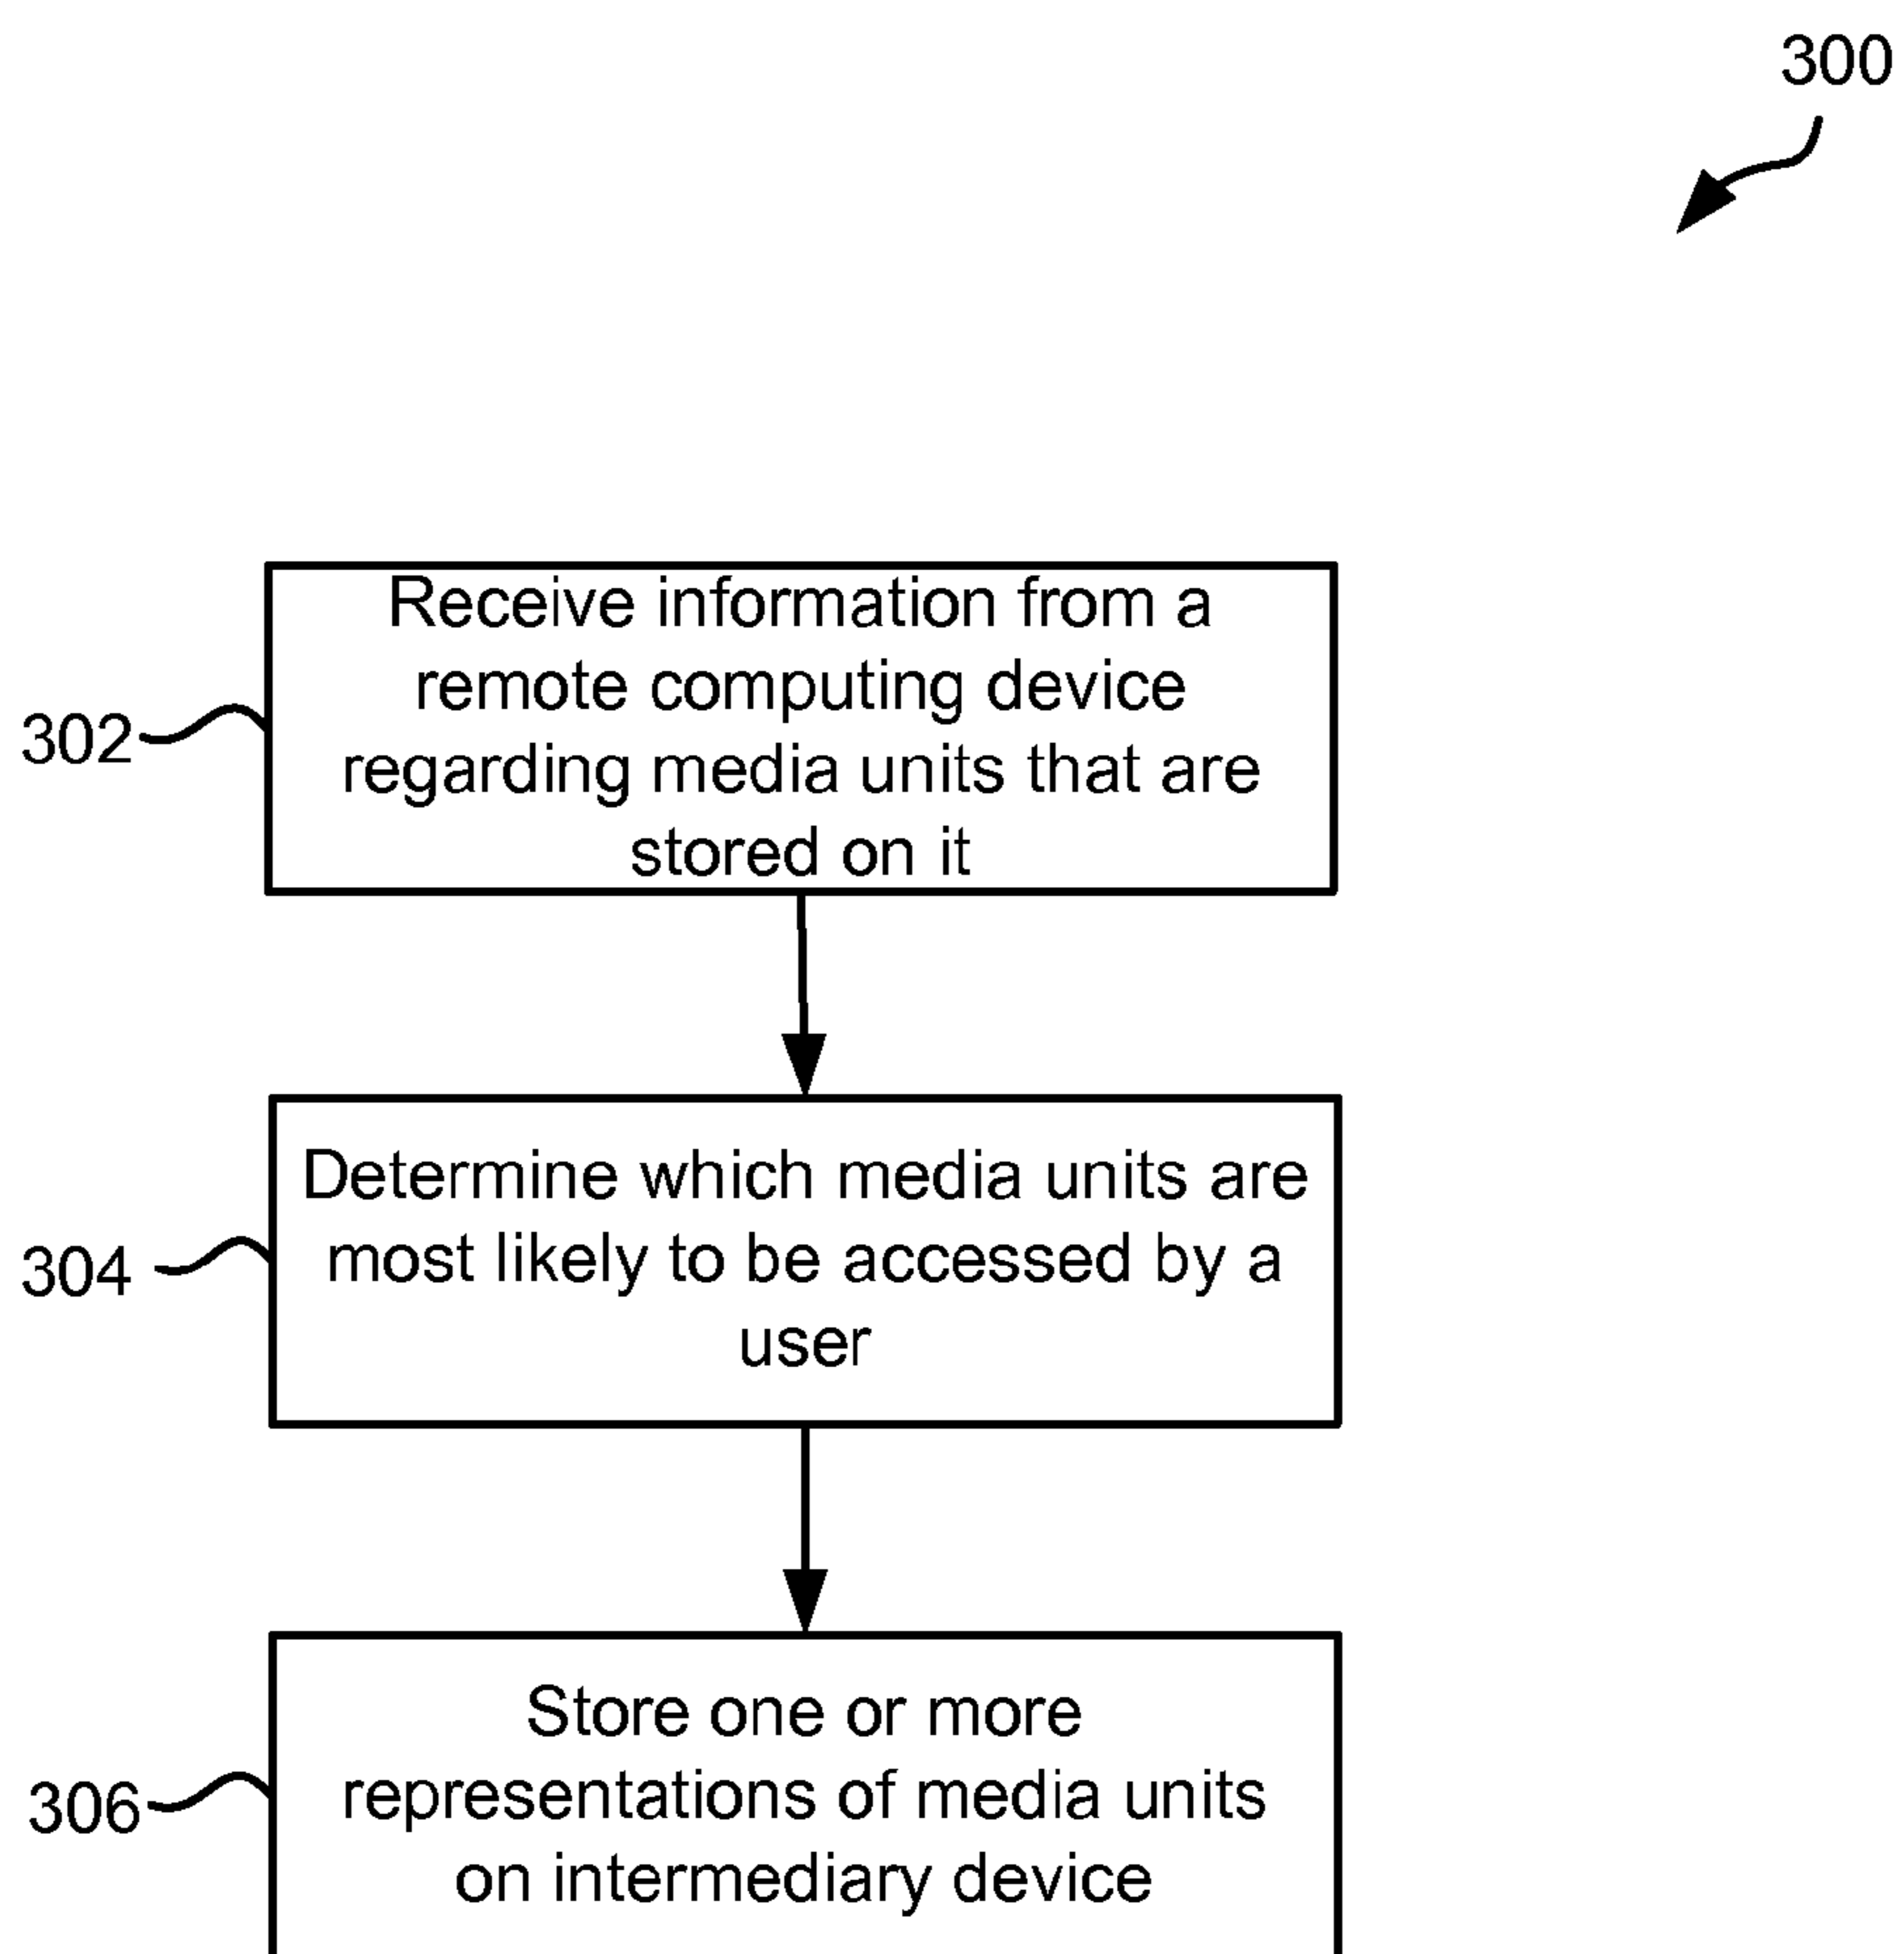 300
Receive information from a
remote computing device
regarding media units that are
stored on it
302
Determine which media units are
most likely to be accessed by a
user
304
Store one or more
representations of media units
on intermediary device
306